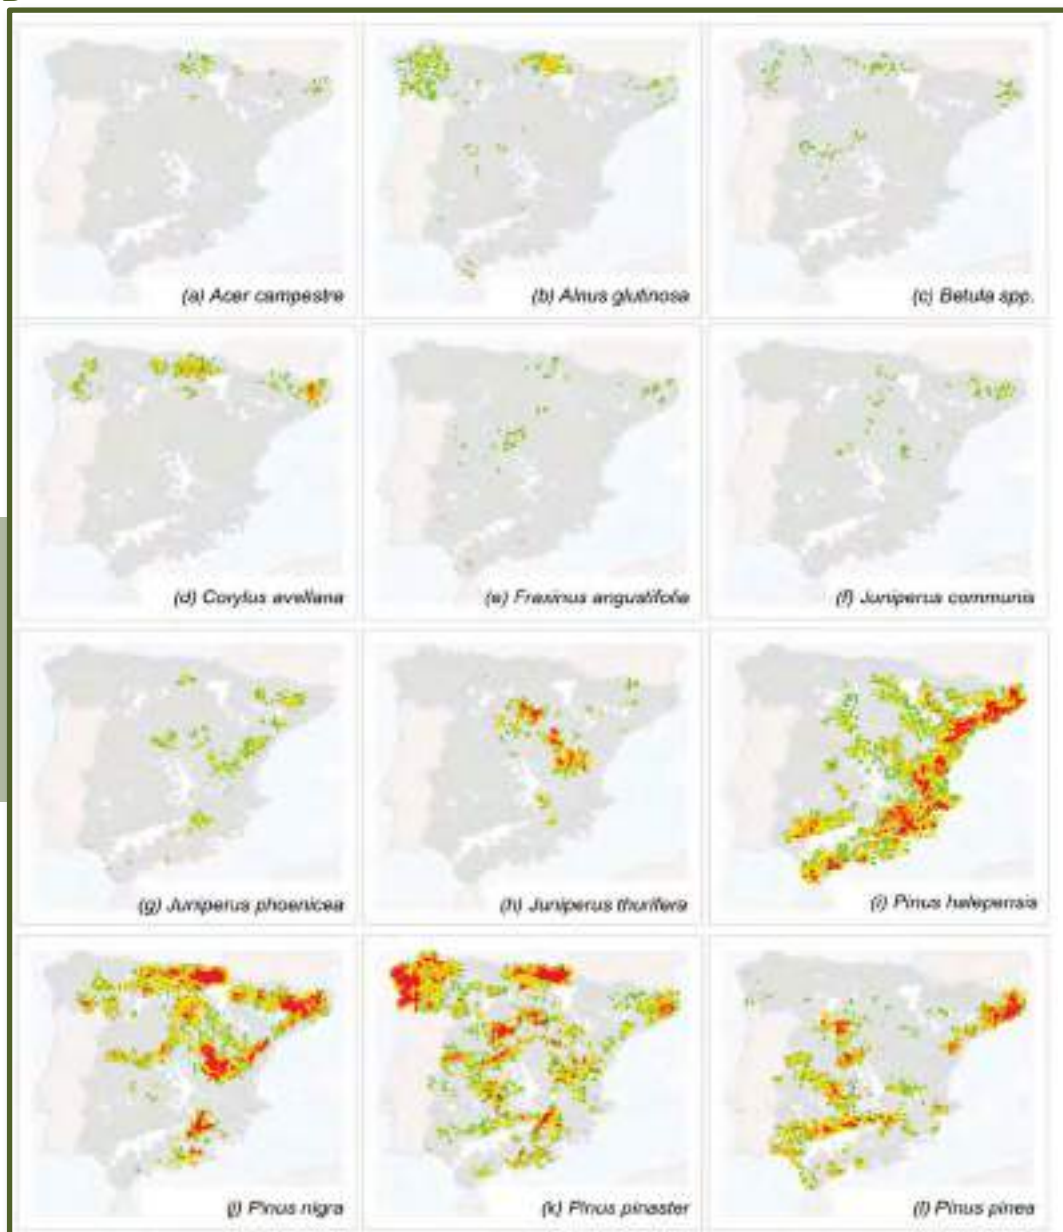 (a) Acer campestre
(b) Alnus glutinosa
(c) Betula spp.
(d) Corylus avellana
(e) Fraxinus angustifolia
(f) Juniperus communis
(g) Juniperus phoenicea
(h) Juniperus thurifera
(i) Pinus halepensis
(j) Pinus nigra
(k) Pinus pinaster
(l) Pinus pinea